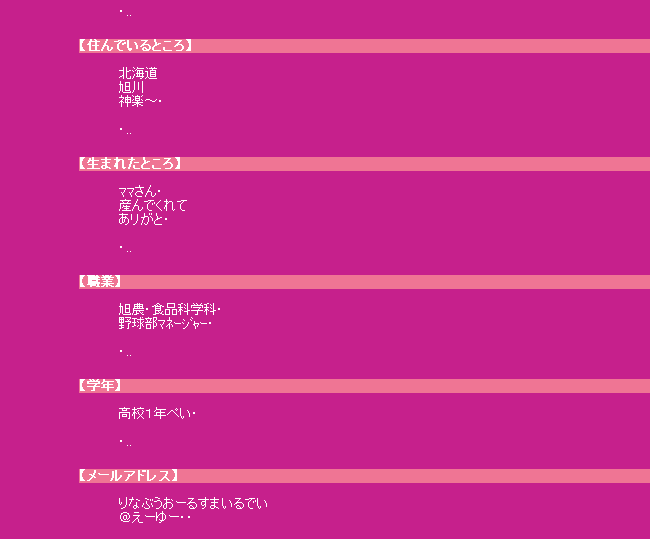 ・..
【住んでいるところ】
北海道
旭川
神楽～・
・..
【生まれたところ】
ﾏﾏさん・
産んでくれて
ありがと・
・..
【職業】
旭農・食品科学科・
野球部ﾏﾈｰｼﾞｬｰ・
・..
【学年】
高校１年べい・
・..
【メールアドレス】
りなぶうおーるすまいるでい
＠えーゆー・・